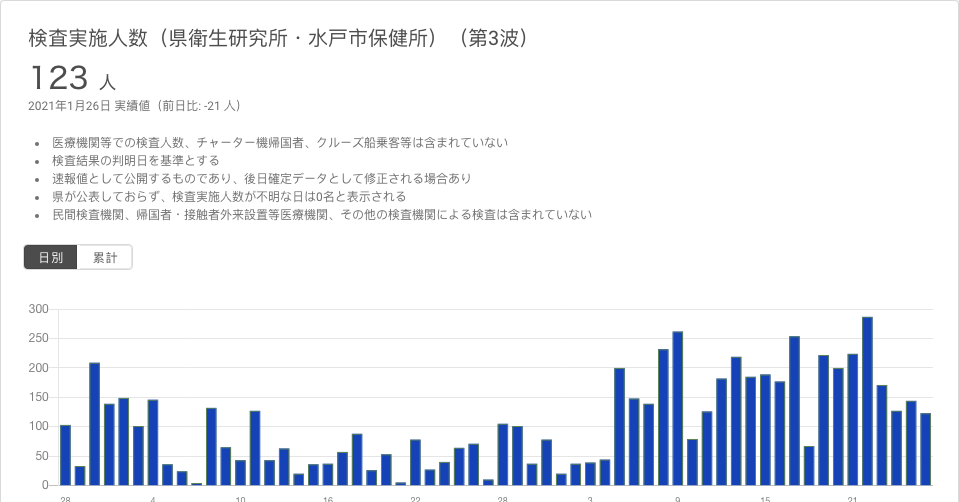 検査実施人数（県衛生研究所・水戸市保健所）（第3波）
123 人
2021年1月26日 実績値（前日比: -21 人）
医療機関等での検査人数、チャーター機帰国者、クルーズ船乗客等は含まれていない
検査結果の判明日を基準とする
速報値として公開するものであり、後日確定データとして修正される場合あり
県が公表しておらず、検査実施人数が不明な日は0名と表示される
民間検査機関、帰国者・接触者外来設置等医療機関、その他の検査機関による検査は含まれていない
日別 累計
300
250
200
150
100
50
0
28 4 10 16 22 28 3 9 15 21